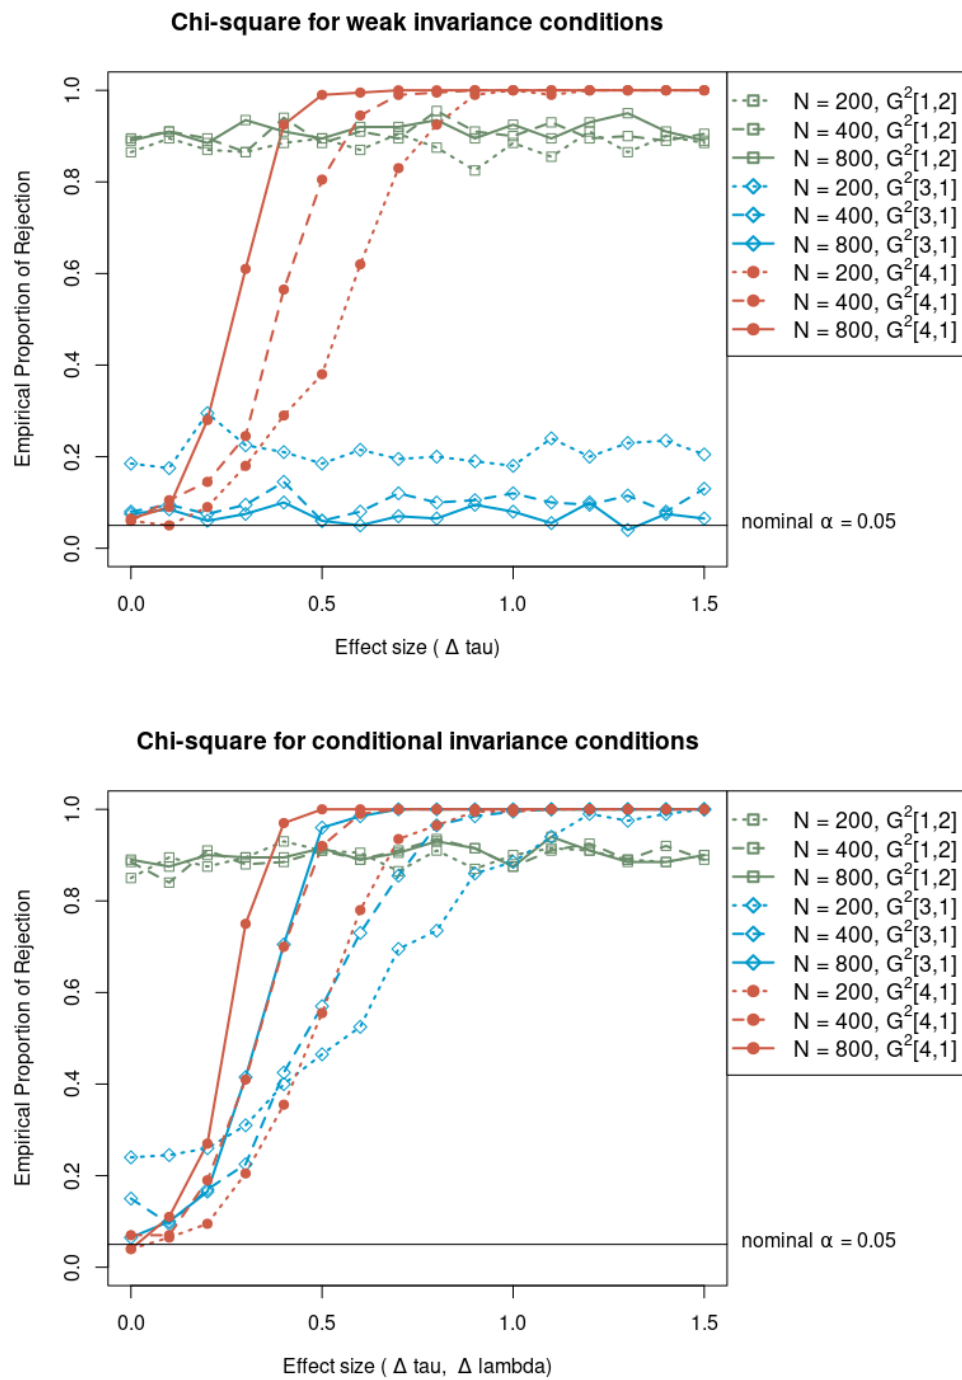 Chi-square for weak invariance conditions
Empirical Proportion of Rejection
1.0
0.8
0.6
0.4
0.2
0.0
N = 200, G²[1,2]
N = 400, G²[1,2]
N = 800, G²[1,2]
N = 200, G²[3,1]
N = 400, G²[3,1]
N = 800, G²[3,1]
N = 200, G²[4,1]
N = 400, G²[4,1]
N = 800, G²[4,1]
nominal α = 0.05
0.0 0.5 1.0 1.5
Effect size ( Δ tau)
Chi-square for conditional invariance conditions
Empirical Proportion of Rejection
1.0
0.8
0.6
0.4
0.2
0.0
N = 200, G²[1,2]
N = 400, G²[1,2]
N = 800, G²[1,2]
N = 200, G²[3,1]
N = 400, G²[3,1]
N = 800, G²[3,1]
N = 200, G²[4,1]
N = 400, G²[4,1]
N = 800, G²[4,1]
nominal α = 0.05
0.0 0.5 1.0 1.5
Effect size ( Δ tau, Δ lambda)